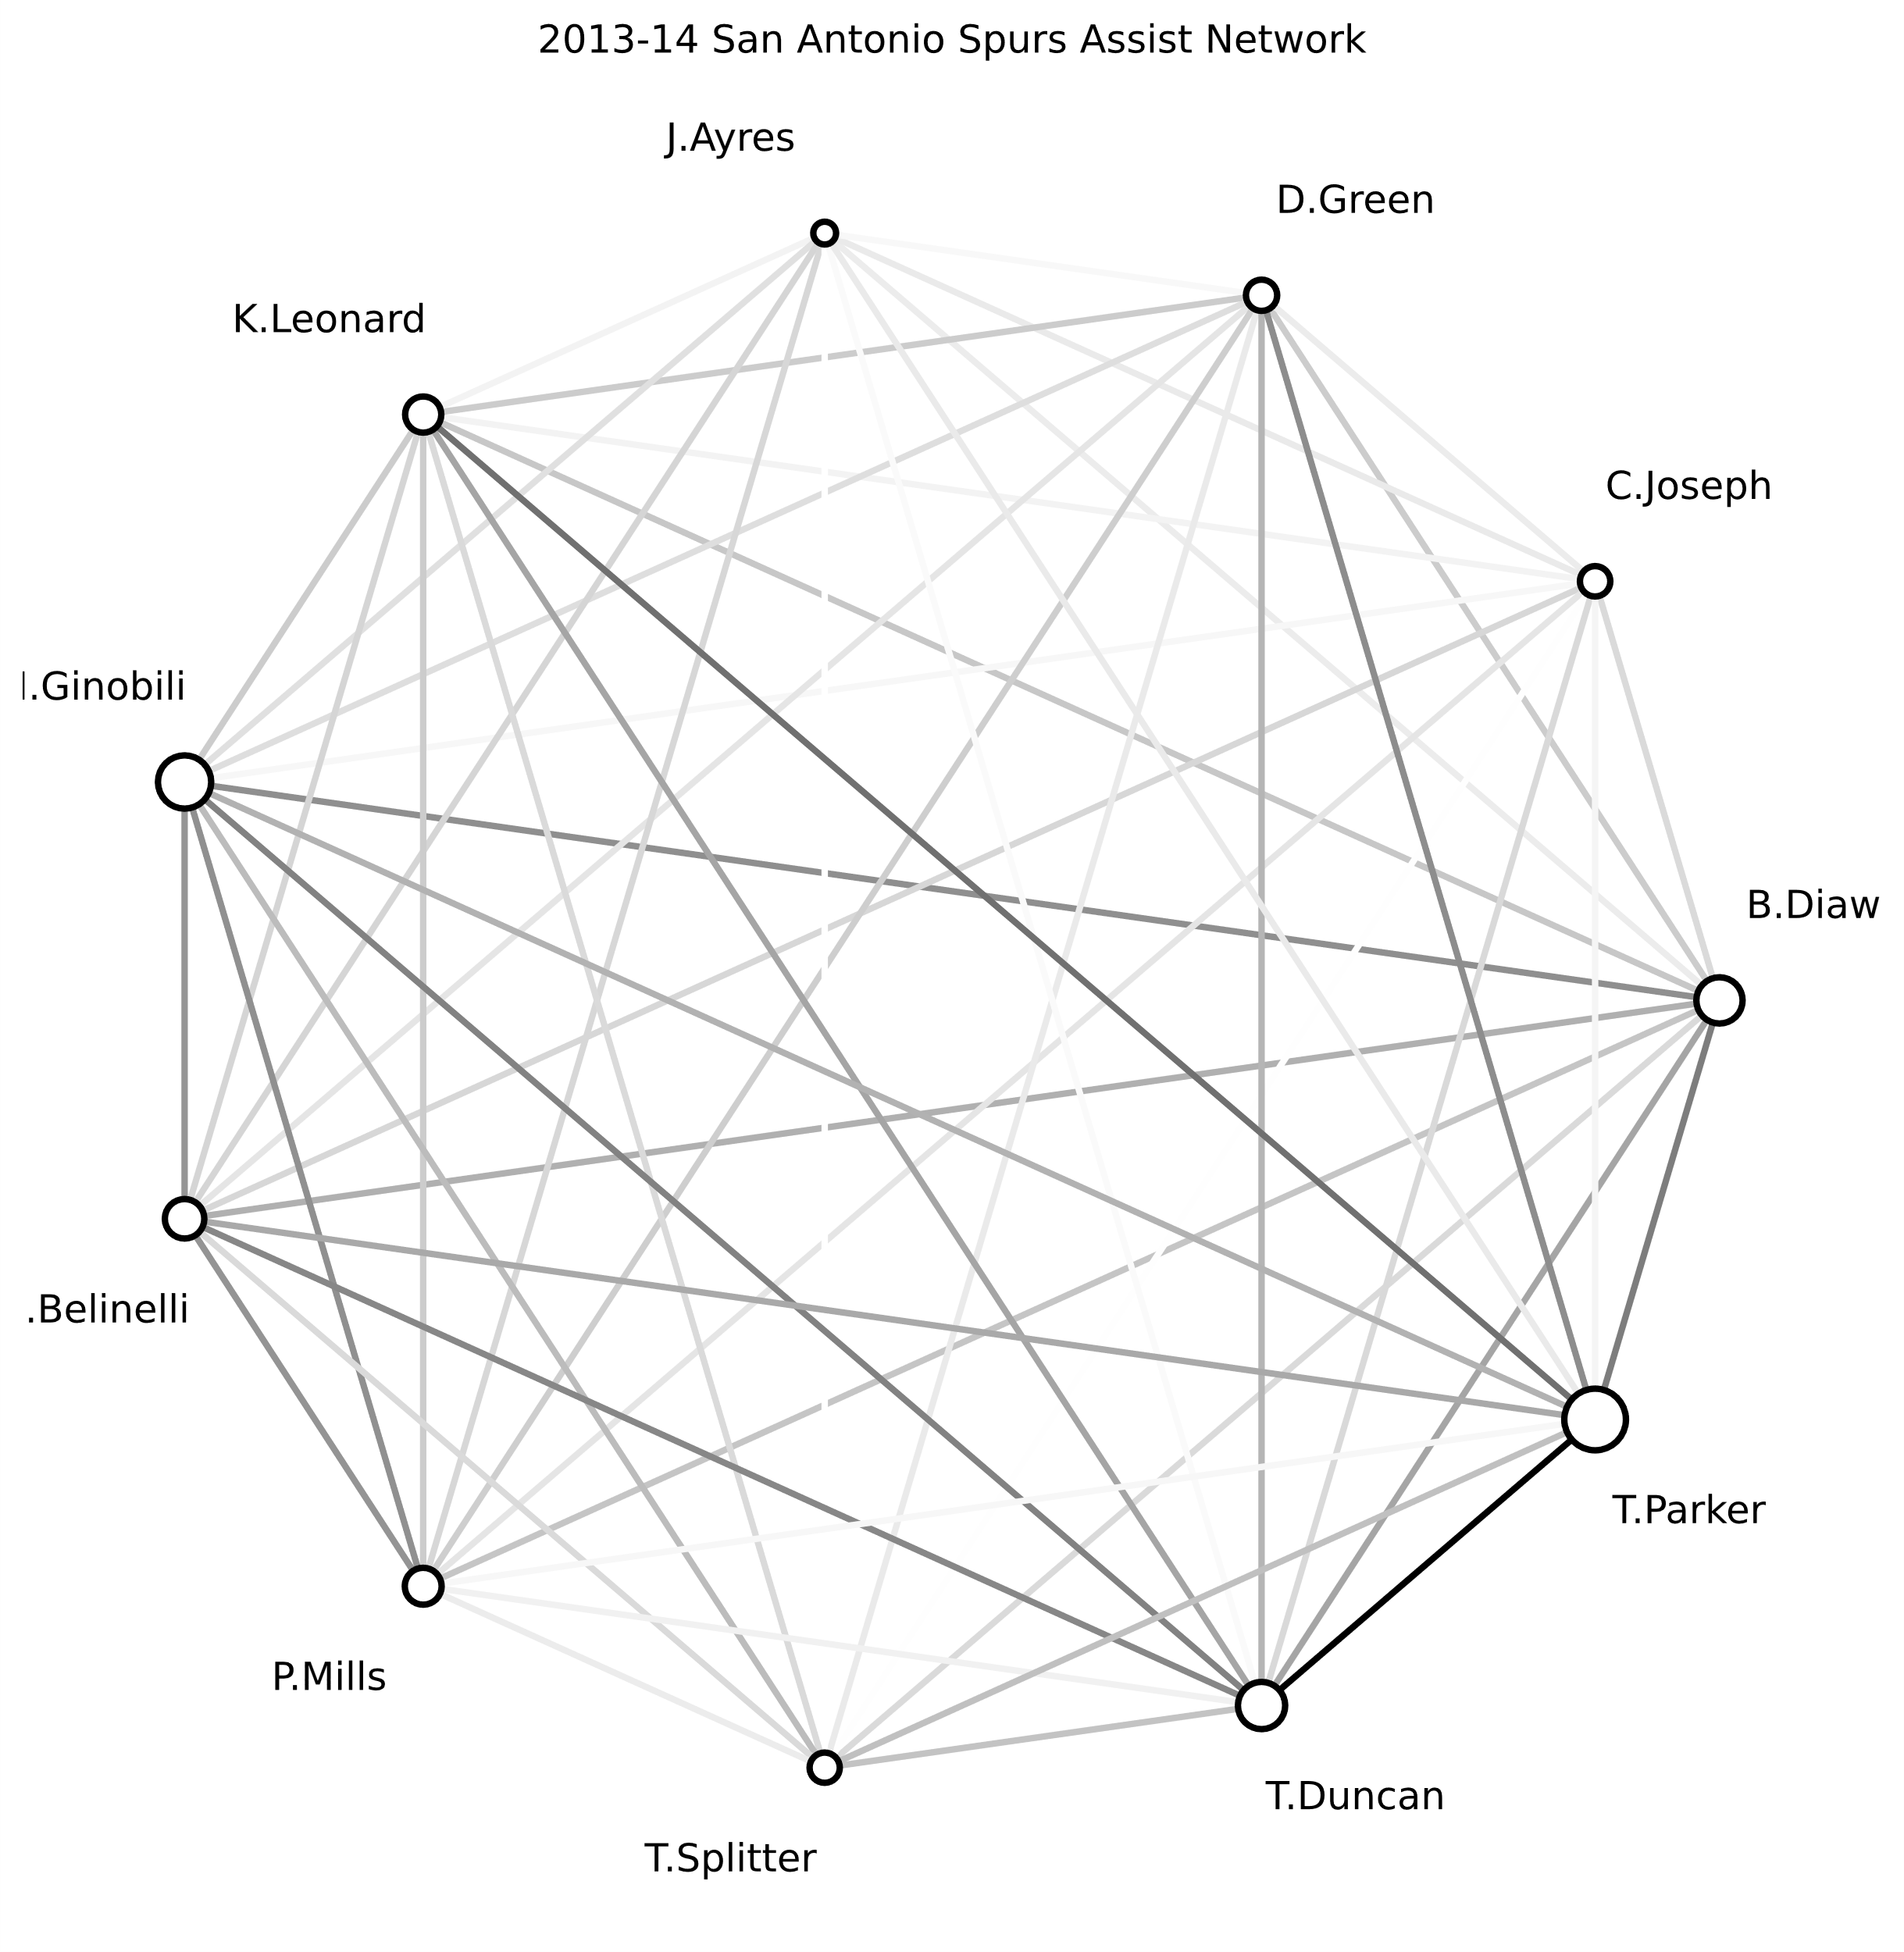 2013-14 San Antonio Spurs Assist Network
J.Ayres
D.Green
K.Leonard
C.Joseph
.Ginobili
B.Diaw
.Belinelli
T.Parker
P.Mills
T.Duncan
T.Splitter